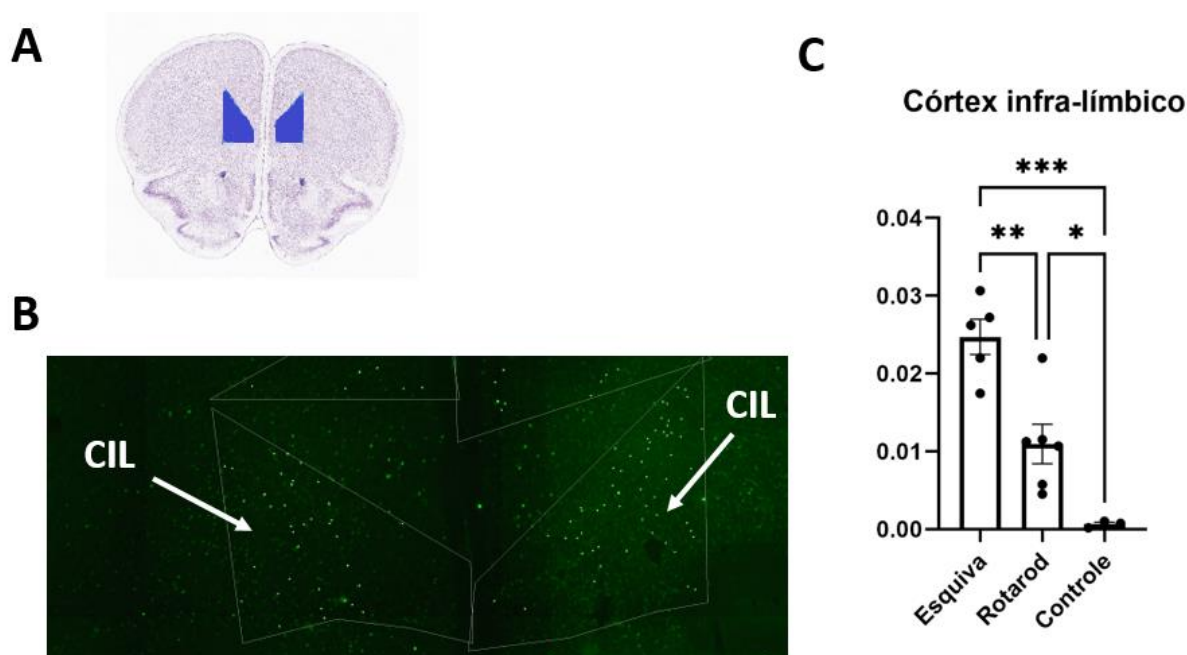 A
B
CIL
CIL
C
Córtex infra-límbico
***
**
*
0.04
0.03
0.02
0.01
0.00
Esquiva
Rotarod
Controle